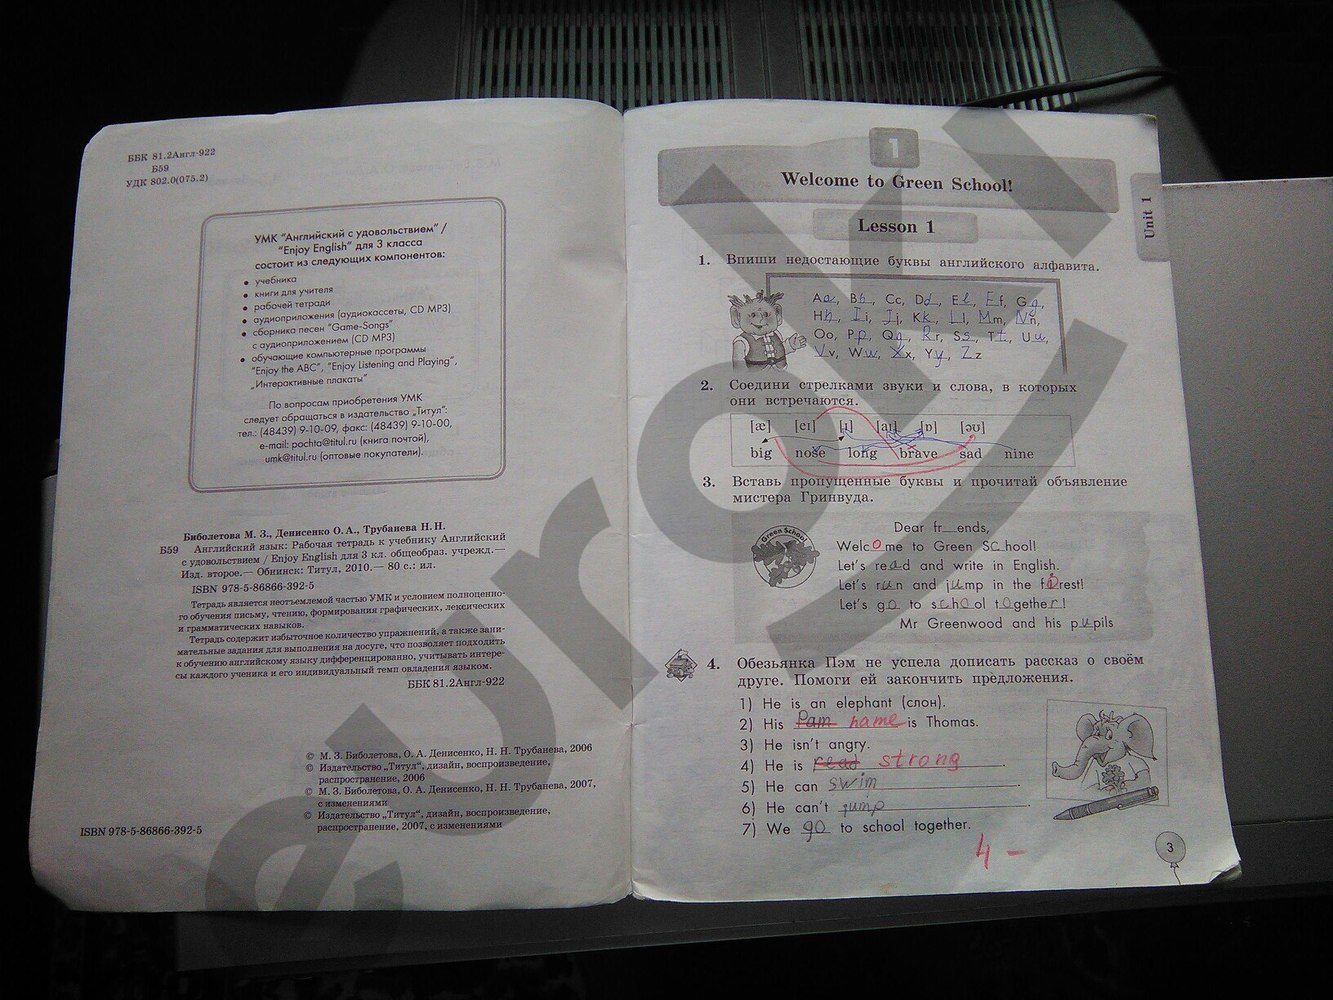 ББК 81.2Англ-922
Б59
УДК 802.0(075.2)
УМК "Английский с удовольствием" /
"Enjoy English" для 3 класса
состоит из следующих компонентов:
• учебника
• книги для учителя
• рабочей тетради
• аудиоприложения (аудиокассеты, CD MP3)
• сборника песен "Game-Songs"
с аудиоприложением (CD MP3)
• обучающие компьютерные программы
"Enjoy the ABC", "Enjoy Listening and Playing",
„Интерактивные плакаты"
По вопросам приобретения УМК
следует обращаться в издательство „Титул":
тел.: (48439) 9-10-09, факс: (48439) 9-10-00,
e-mail: pochta@titul.ru (книга почтой),
umk@titul.ru (оптовые покупатели).
Биболетова М. З., Денисенко О. А., Трубанева Н. Н.
Б59 Английский язык: Рабочая тетрадь к учебнику Английский
с удовольствием / Enjoy English для 3 кл. общеобраз. учрежд.—
Изд. второе.— Обнинск: Титул, 2010.— 80 с.: ил.
ISBN 978-5-86866-392-5
Тетрадь является неотъемлемой частью УМК и условием полноценно-
го обучения письму, чтению, формирования графических, лексических
и грамматических навыков.
Тетрадь содержит избыточное количество упражнений, а также зани-
мательные задания для выполнения на досуге, что позволяет подходить
к обучению английскому языку дифференцированно, учитывать интере-
сы каждого ученика и его индивидуальный темп овладения языком.
ББК 81.2Англ-922
© М. З. Биболетова, О. А. Денисенко, Н. Н. Трубанева, 2006
© Издательство „Титул", дизайн, воспроизведение,
распространение, 2006
© М. З. Биболетова, О. А. Денисенко, Н. Н. Трубанева, 2007,
с изменениями
© Издательство „Титул", дизайн, воспроизведение,
распространение, 2007, с изменениями
ISBN 978-5-86866-392-5
1
Welcome to Green School!
Unit 1
Lesson 1
1. Впиши недостающие буквы английского алфавита.
Aa, Bb, Cc, Dd, El, Ff, Gg,
Hh, Ii, Jj, Kk, Ll, Mm, Nn,
Oo, Pp, Qq, Rr, Ss, Tt, Uu,
Vv, Ww, Xx, Yy, Zz
2. Соедини стрелками звуки и слова, в которых
они встречаются.
[æ] [eɪ] [ɪ] [aɪ] [ɒ] [əʊ]
big nose long brave sad nine
3. Вставь пропущенные буквы и прочитай объявление
мистера Гринвуда.
Green School
Dear fr_ends,
Welcome to Green School!
Let's read and write in English.
Let's run and jump in the forest!
Let's go to school together!
Mr Greenwood and his pupils
4. Обезьянка Пэм не успела дописать рассказ о своём
друге. Помоги ей закончить предложения.
1) He is an elephant (слон).
2) His Pam name is Thomas.
3) He isn't angry.
4) He is read strong.
5) He can swim.
6) He can't jump.
7) We go to school together.
4 –
3
eurokl